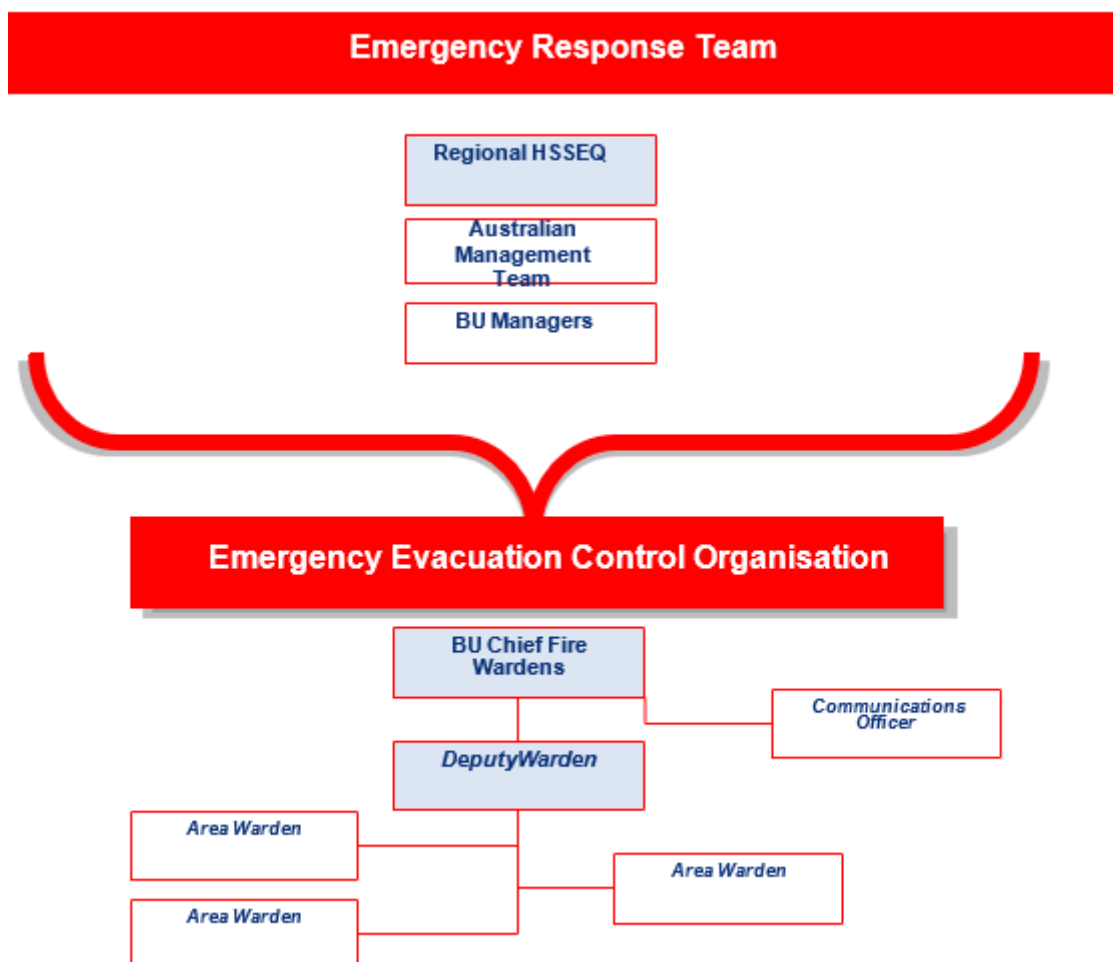 Emergency Response Team
Regional HSSEQ
Australian
Management
Team
BU Managers
Emergency Evacuation Control Organisation
BU Chief Fire
Wardens
Communications
Officer
DeputyWarden
Area Warden
Area Warden
Area Warden